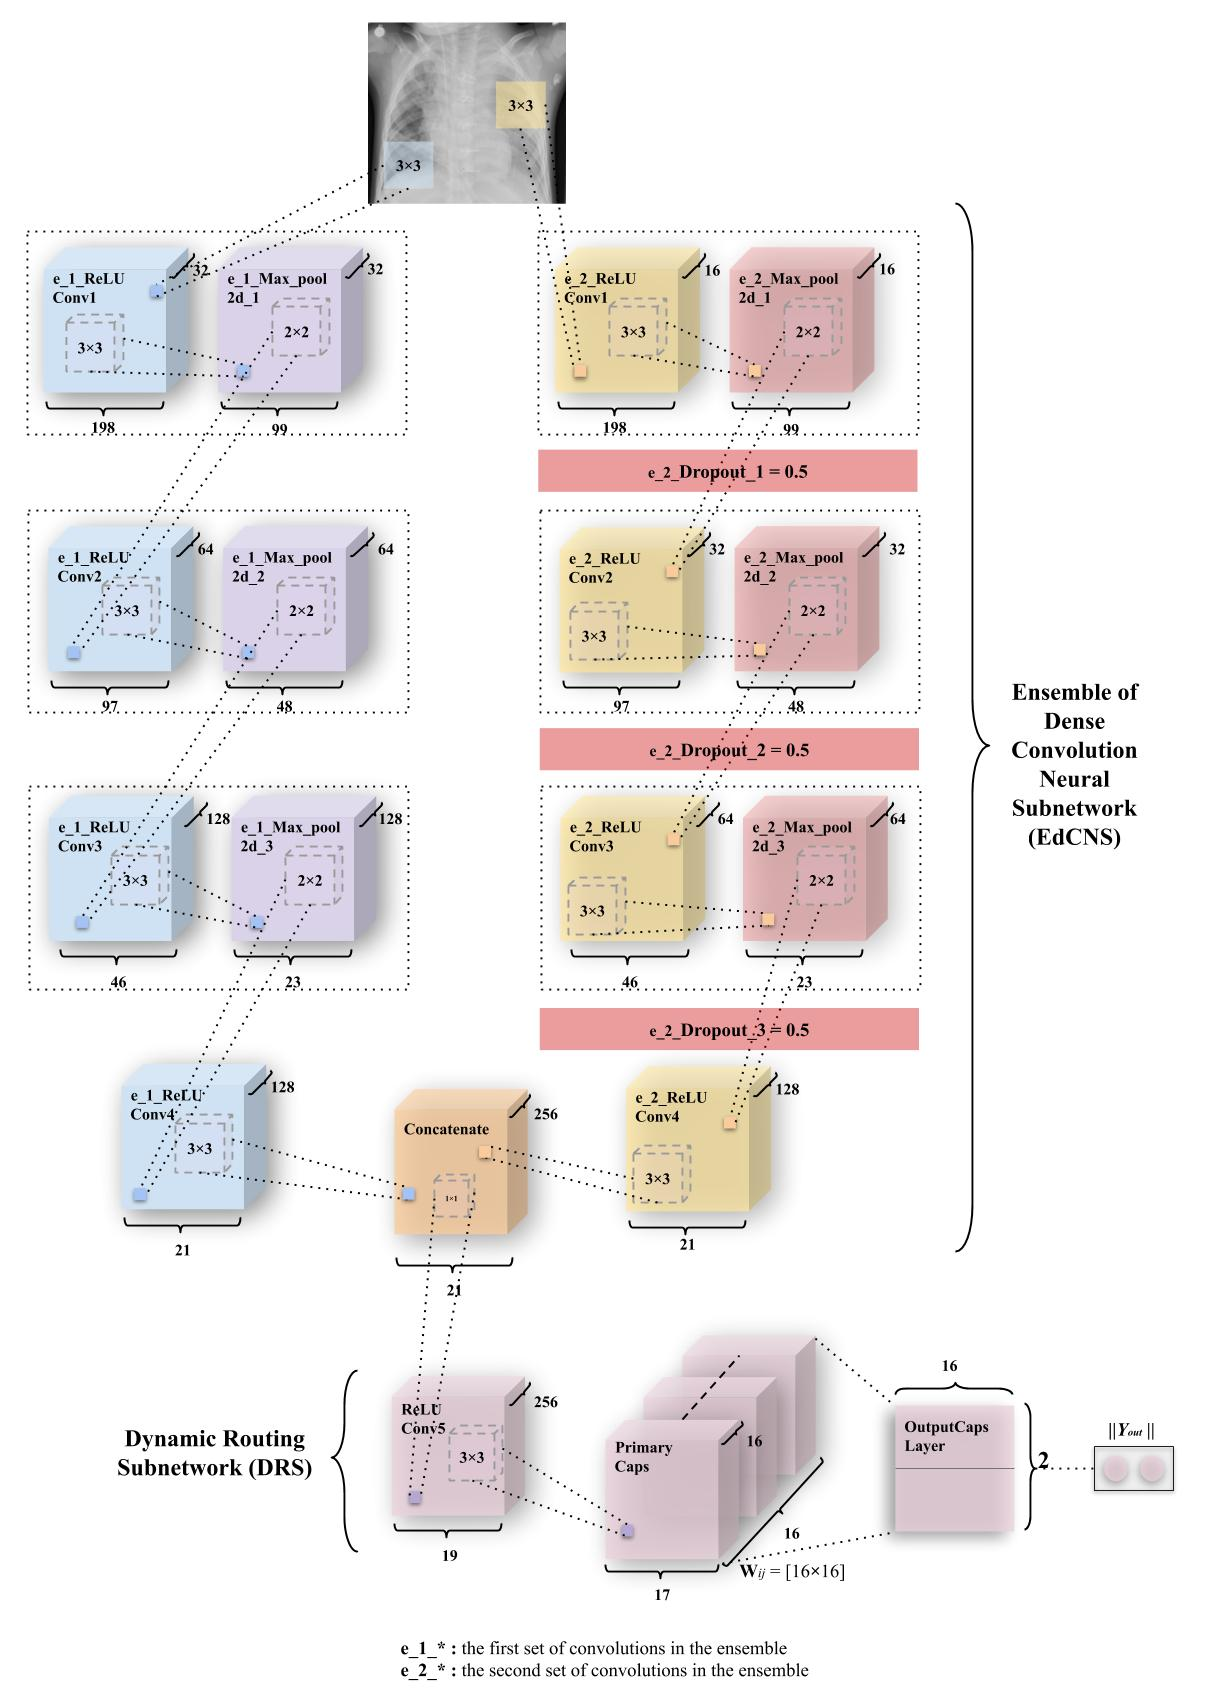 3×3
3×3
e_1_ReLU
Conv1
32
3×3
198
e_1_Max_pool
2d_1
32
2×2
99
e_2_ReLU
Conv1
16
3×3
198
e_2_Max_pool
2d_1
16
2×2
99
e_2_Dropout_1 = 0.5
e_1_ReLU
Conv2
64
3×3
97
e_1_Max_pool
2d_2
64
2×2
48
e_2_ReLU
Conv2
32
3×3
97
e_2_Max_pool
2d_2
32
2×2
48
e_2_Dropout_2 = 0.5
e_1_ReLU
Conv3
128
3×3
46
e_1_Max_pool
2d_3
128
2×2
23
e_2_ReLU
Conv3
64
3×3
46
e_2_Max_pool
2d_3
64
2×2
23
e_2_Dropout_3 = 0.5
Ensemble of
Dense
Convolution
Neural
Subnetwork
(EdCNS)
e_1_ReLU
Conv4
128
3×3
21
Concatenate
256
1×1
21
e_2_ReLU
Conv4
128
3×3
21
Dynamic Routing
Subnetwork (DRS)
ReLU
Conv5
256
3×3
19
Primary
Caps
16
16
17
Wij = [16×16]
16
OutputCaps
Layer
2
||Yout ||
e_1_* : the first set of convolutions in the ensemble
e_2_* : the second set of convolutions in the ensemble